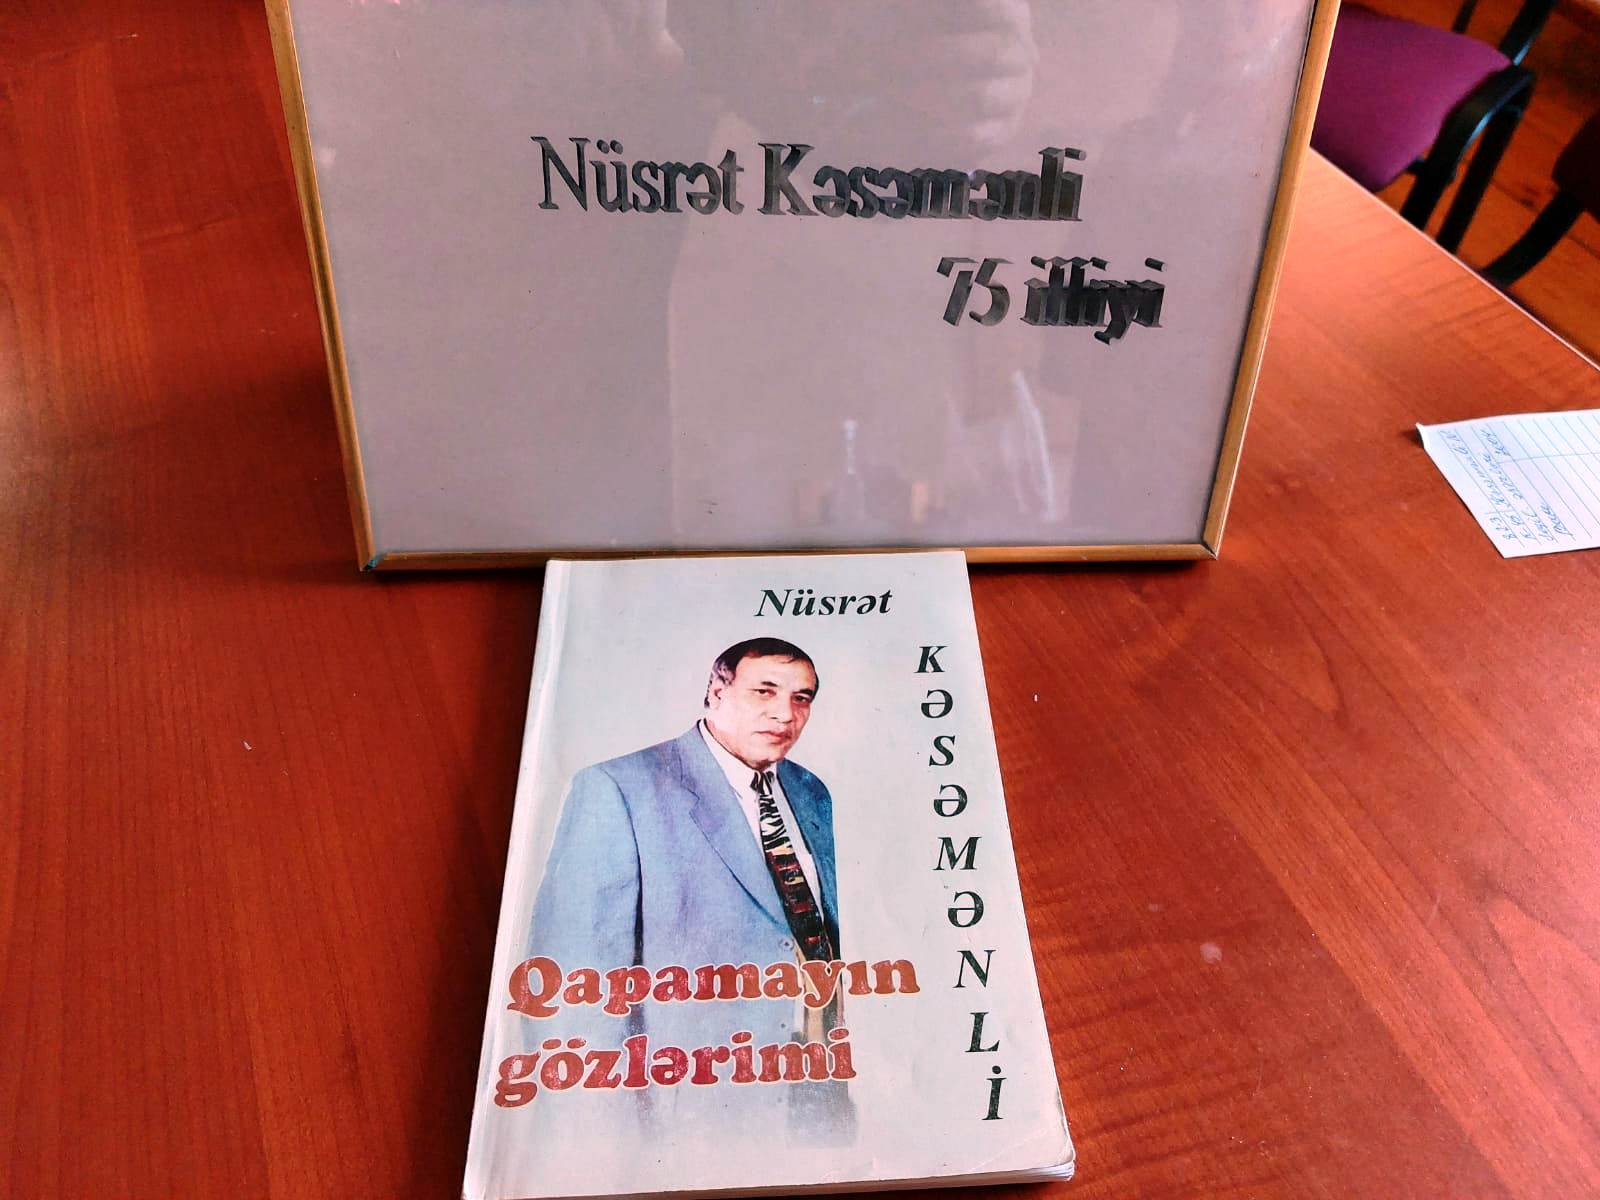 Nüsrət Kəsəmənli
75 illiyi
Nüsrət
KƏSƏMƏNLİ
Qapamayın
gözlərimi